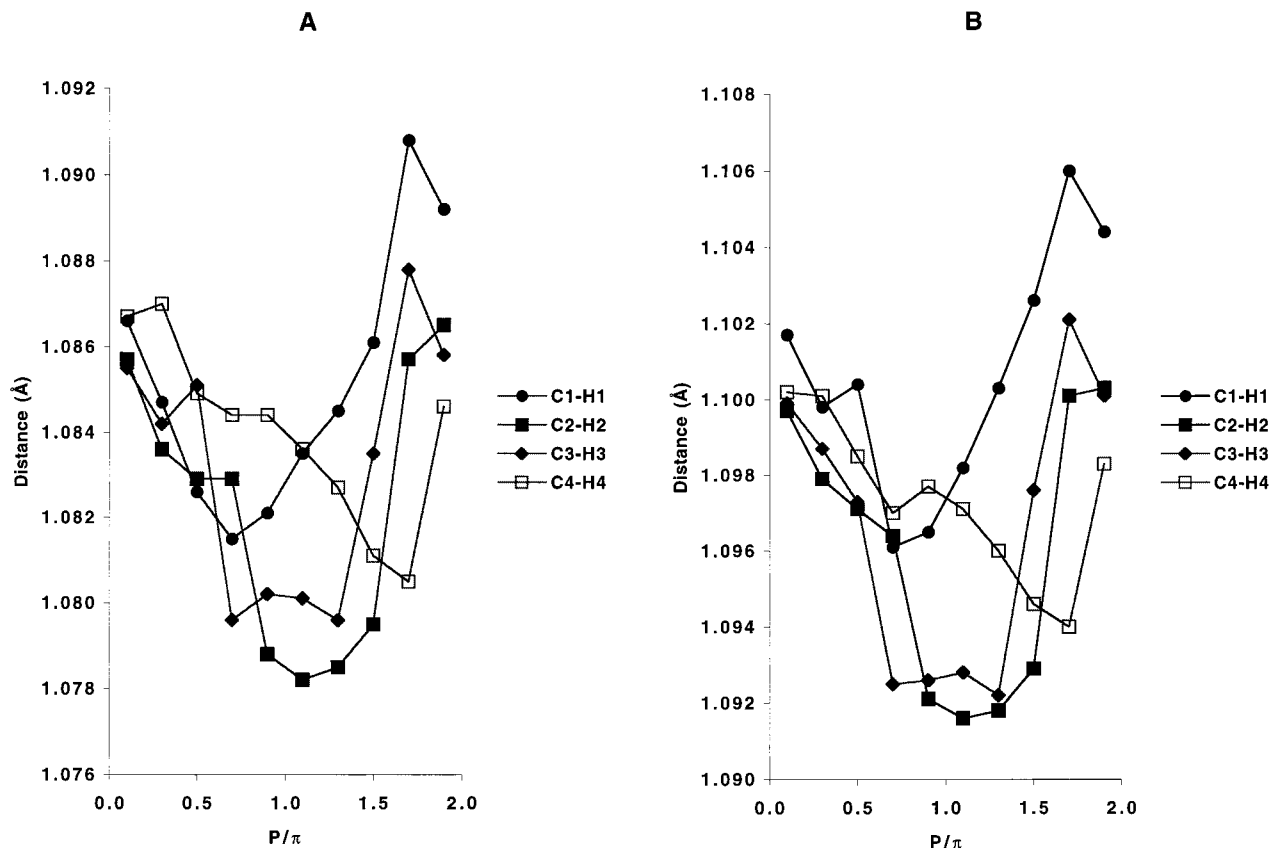 A
1.092
1.090
1.088
1.086
1.084
1.082
1.080
1.078
1.076
Distance (Å)
0.0 0.5 1.0 1.5 2.0
P/π
C1-H1
C2-H2
C3-H3
C4-H4
B
1.108
1.106
1.104
1.102
1.100
1.098
1.096
1.094
1.092
1.090
Distance (Å)
0.0 0.5 1.0 1.5 2.0
P/π
C1-H1
C2-H2
C3-H3
C4-H4